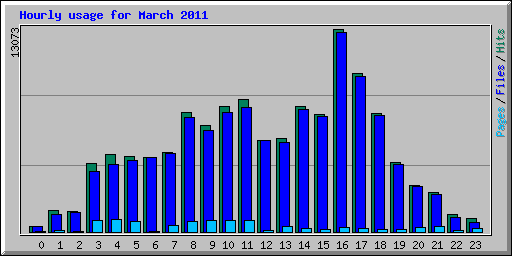 Hourly usage for March 2011
13073
Pages/Files/Hits
0 1 2 3 4 5 6 7 8 9 10 11 12 13 14 15 16 17 18 19 20 21 22 23